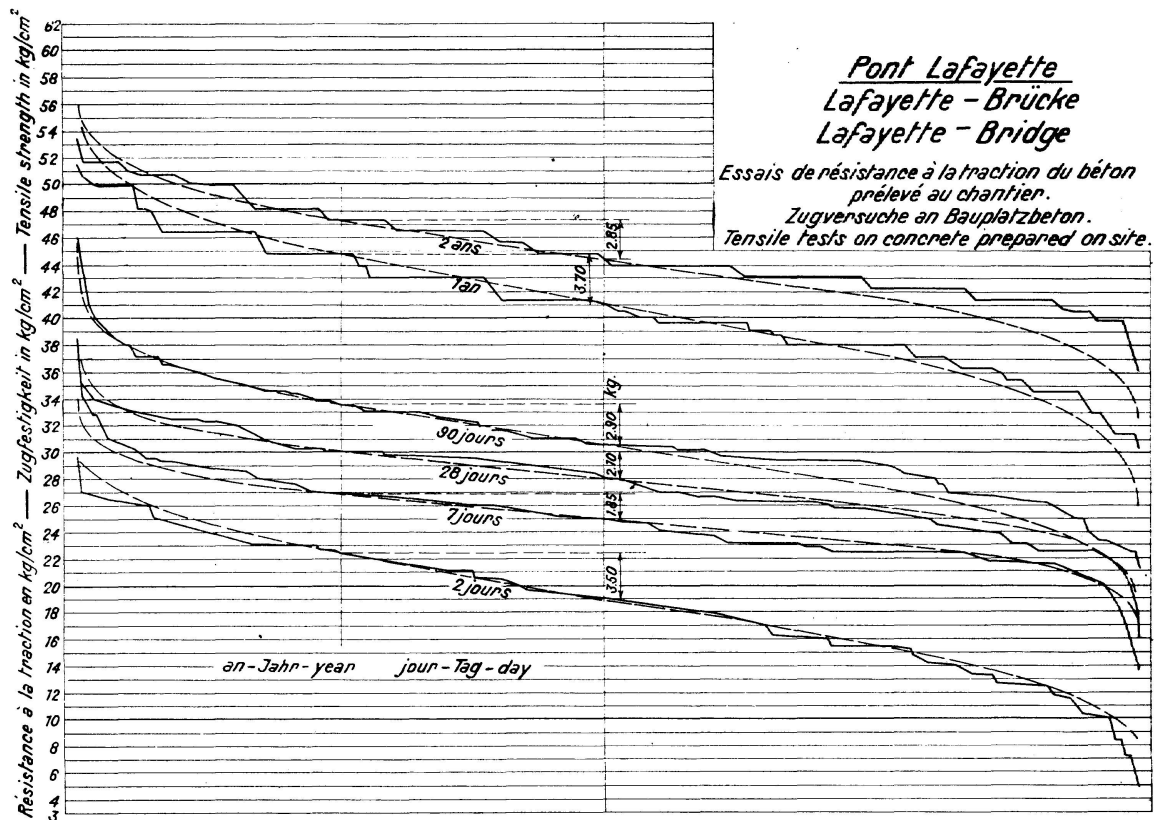 Pont Lafayette
Lafayette – Brücke
Lafayette – Bridge
Essais de résistance à la traction du béton
prélevé au chantier.
Zugversuche an Bauplatzbeton.
Tensile tests on concrete prepared on site.
Résistance à la traction en kg/cm² — Zugfestigkeit in kg/cm² — Tensile strength in kg/cm²
62
60
58
56
54
52
50
48
46
44
42
40
38
36
34
32
30
28
26
24
22
20
18
16
14
12
10
8
6
4
3
2 ans
2.85
1 an
3.70
kg.
90 jours
2.90
28 jours
2.10
7 jours
1.85
2 jours
3.50
an-Jahr-year jour-Tag-day